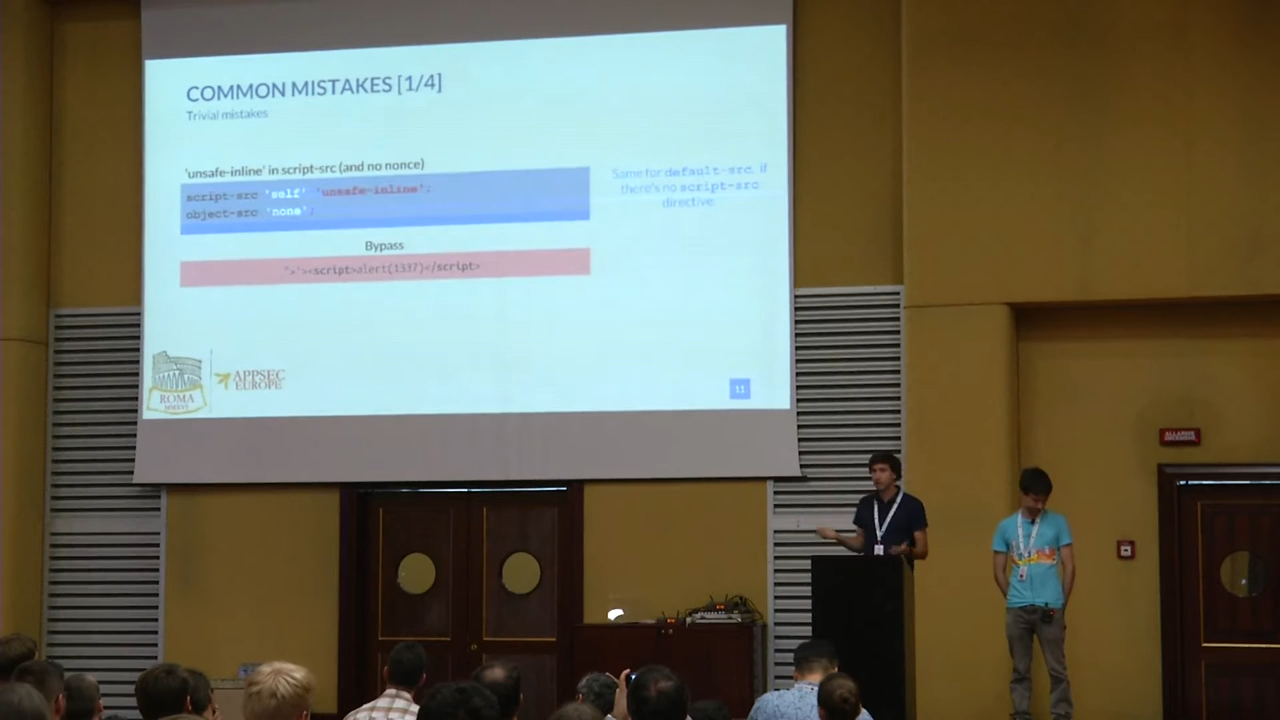 COMMON MISTAKES [1/4]
Trivial mistakes
'unsafe-inline' in script-src (and no nonce)
script-src 'self' 'unsafe-inline';
object-src 'none';
Same for default-src, if
there's no script-src
directive.
Bypass
">'><script>alert(1337)</script>
ROMA
MMXVI
APPSEC
EUROPE
11
ALLARME